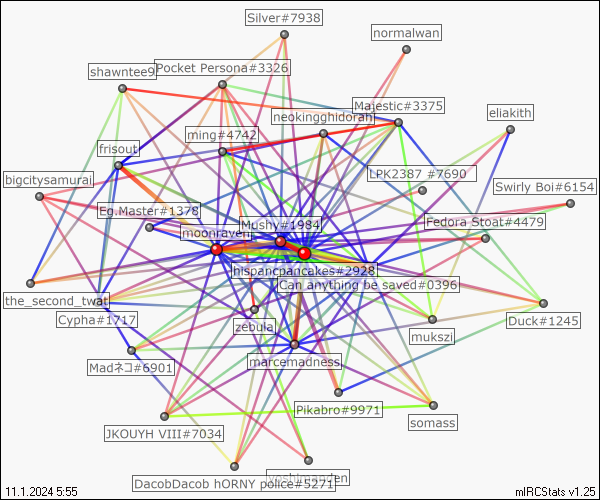 Silver#7938
normalwan
Pocket Persona#3326
shawntee9
Majestic#3375
eliakith
neokingghidorah
ming#4742
frisout
LPK2387_#7690
bigcitysamurai
Swirly Boi#6154
Eg.Master#1378
Mushy#1984
Fedora Stoat#4479
moonraven
hispancpancakes#2928
Can anything be saved#0396
the_second_twat
Cypha#1717
zebula
Duck#1245
mukszi
marcemadness
Madネコ#6901
Pikabro#9971
somass
JKOUYH VIII#7034
DacobDacob hORNY police#5271
11.1.2024 5:55
mIRCStats v1.25